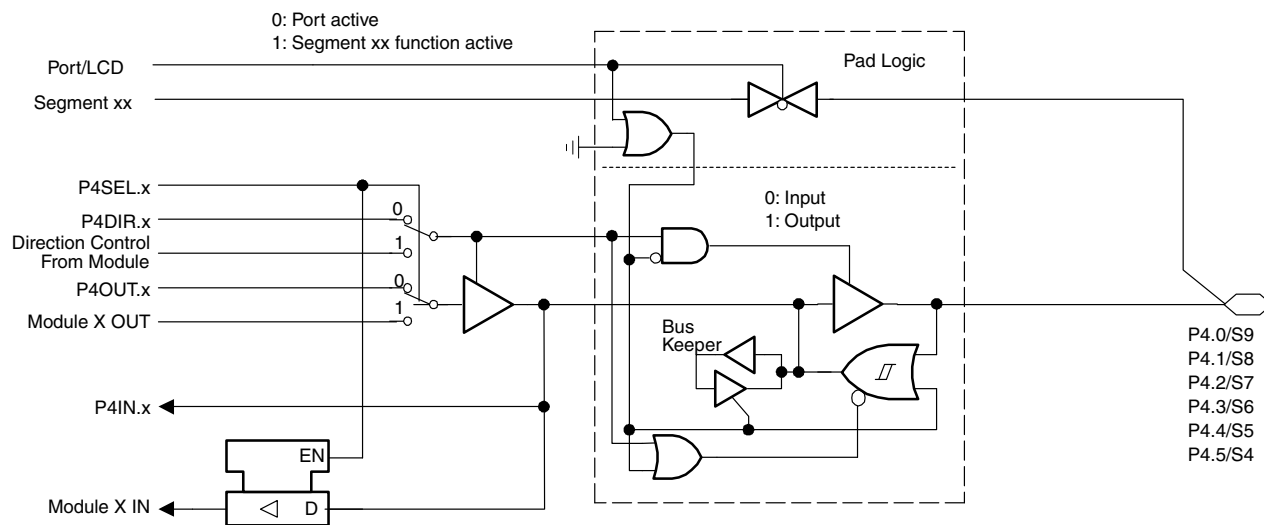 0: Port active
1: Segment xx function active
Port/LCD
Pad Logic
Segment xx
P4SEL.x
0: Input
1: Output
0
P4DIR.x
1
Direction Control
From Module
0
P4OUT.x
1
Module X OUT
Bus
Keeper
P4.0/S9
P4.1/S8
P4.2/S7
P4.3/S6
P4.4/S5
P4.5/S4
P4IN.x
EN
Module X IN
D